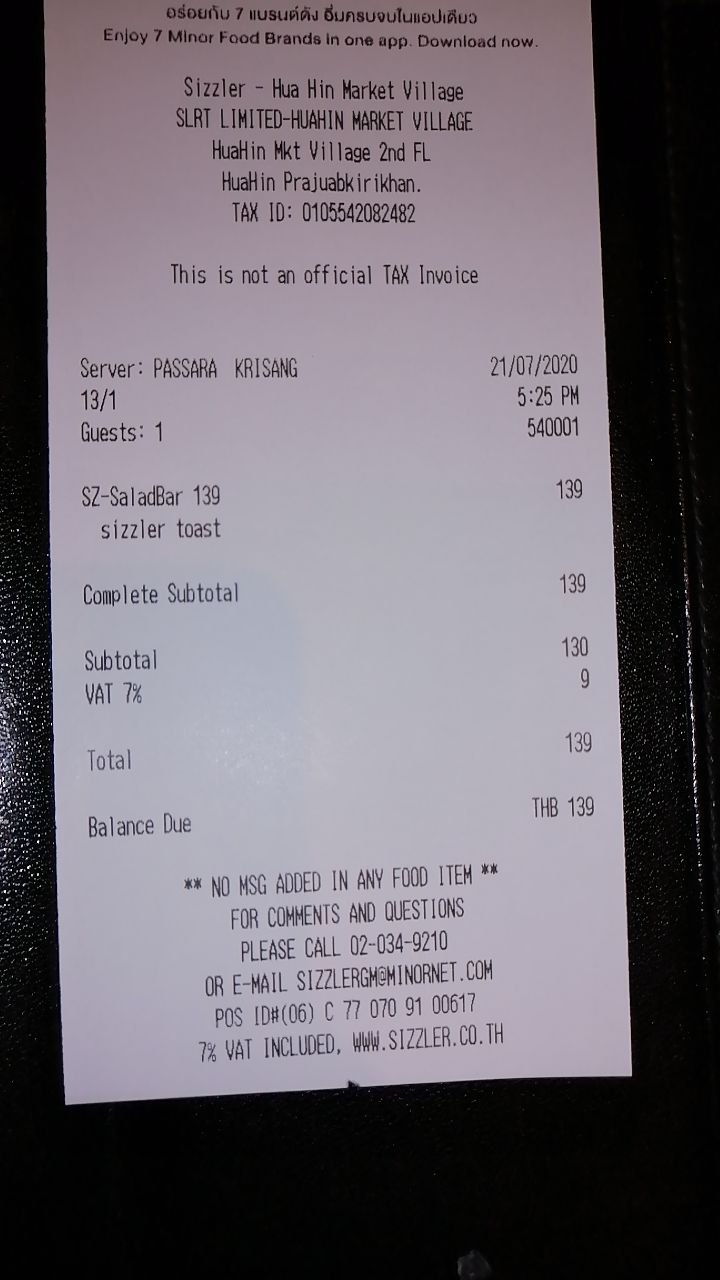 อร่อยกับ 7 แบรนด์ดัง อิ่มครบจบในแอปเดียว
Enjoy 7 Minor Food Brands in one app. Download now.
Sizzler - Hua Hin Market Village
SLRT LIMITED-HUAHIN MARKET VILLAGE
HuaHin Mkt Village 2nd FL
HuaHin Prajuabkirikhan.
TAX ID: 0105542082482
This is not an official TAX Invoice
Server: PASSARA KRISANG 21/07/2020
13/1 5:25 PM
Guests: 1 540001
SZ-SaladBar 139 139
sizzler toast
Complete Subtotal 139
Subtotal 130
VAT 7% 9
Total 139
Balance Due THB 139
** NO MSG ADDED IN ANY FOOD ITEM **
FOR COMMENTS AND QUESTIONS
PLEASE CALL 02-034-9210
OR E-MAIL SIZZLERGM@MINORNET.COM
POS ID#(06) C 77 070 91 00617
7% VAT INCLUDED, WWW.SIZZLER.CO.TH